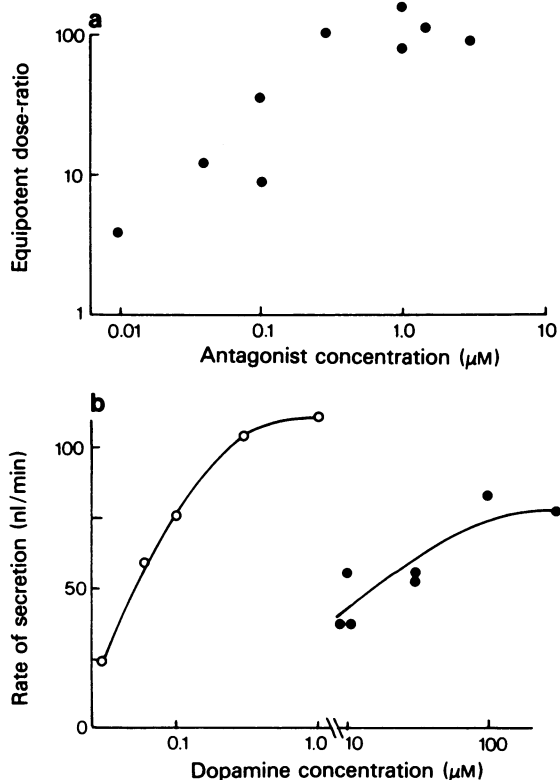 a
Equipotent dose-ratio
100
10
1
0.01 0.1 1.0 10
Antagonist concentration (μM)
b
Rate of secretion (nl/min)
100
50
0
0.1 1.0 10 100
Dopamine concentration (μM)